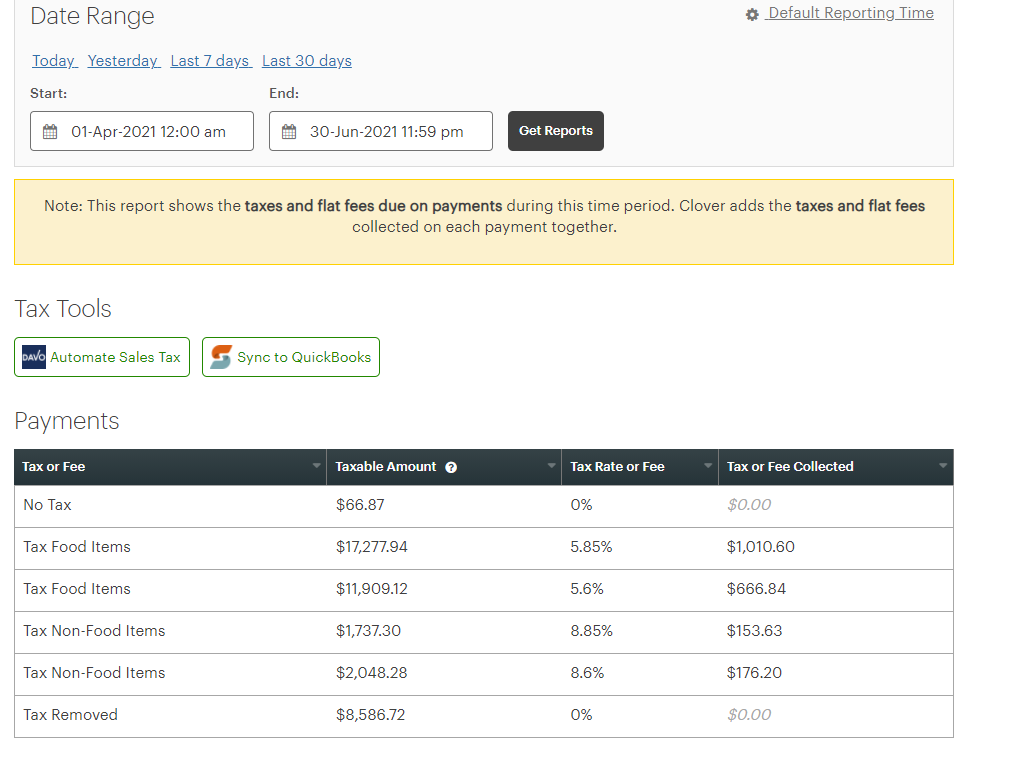 Date Range
Default Reporting Time
Today Yesterday Last 7 days Last 30 days
Start: End:
01-Apr-2021 12:00 am 30-Jun-2021 11:59 pm Get Reports
Note: This report shows the taxes and flat fees due on payments during this time period. Clover adds the taxes and flat fees
collected on each payment together.
Tax Tools
DAVO Automate Sales Tax Sync to QuickBooks
Payments
Tax or Fee Taxable Amount ? Tax Rate or Fee Tax or Fee Collected
No Tax $66.87 0% $0.00
Tax Food Items $17,277.94 5.85% $1,010.60
Tax Food Items $11,909.12 5.6% $666.84
Tax Non-Food Items $1,737.30 8.85% $153.63
Tax Non-Food Items $2,048.28 8.6% $176.20
Tax Removed $8,586.72 0% $0.00